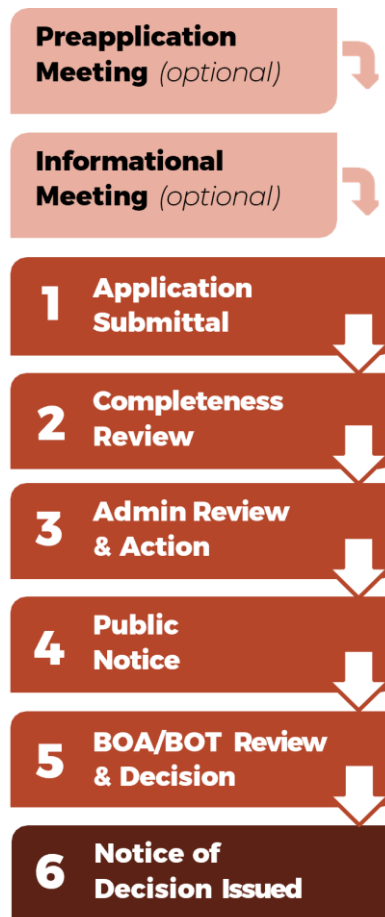 Preapplication
Meeting (optional)
Informational
Meeting (optional)
1 Application
Submittal
2 Completeness
Review
3 Admin Review
& Action
4 Public
Notice
5 BOA/BOT Review
& Decision
6 Notice of
Decision Issued